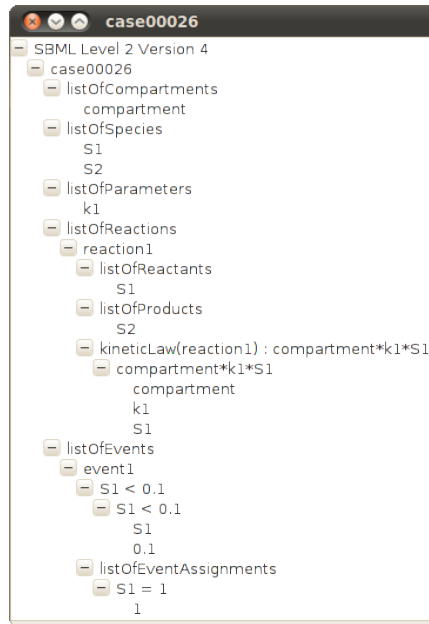 case00026
SBML Level 2 Version 4
case00026
listOfCompartments
compartment
listOfSpecies
S1
S2
listOfParameters
k1
listOfReactions
reaction1
listOfReactants
S1
listOfProducts
S2
kineticLaw(reaction1) : compartment*k1*S1
compartment*k1*S1
compartment
k1
S1
listOfEvents
event1
S1 < 0.1
S1 < 0.1
S1
0.1
listOfEventAssignments
S1 = 1
1